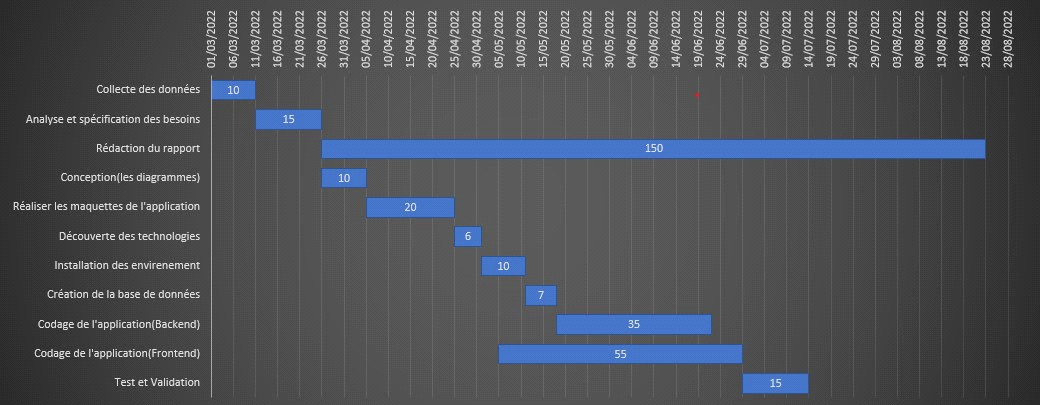 01/03/2022 06/03/2022 11/03/2022 16/03/2022 21/03/2022 26/03/2022 31/03/2022 05/04/2022 10/04/2022 15/04/2022 20/04/2022 25/04/2022 30/04/2022 05/05/2022 10/05/2022 15/05/2022 20/05/2022 25/05/2022 30/05/2022 04/06/2022 09/06/2022 14/06/2022 19/06/2022 24/06/2022 29/06/2022 04/07/2022 09/07/2022 14/07/2022 19/07/2022 24/07/2022 29/07/2022 03/08/2022 08/08/2022 13/08/2022 18/08/2022 23/08/2022 28/08/2022
Collecte des données 10
Analyse et spécification des besoins 15
Rédaction du rapport 150
Conception(les diagrammes) 10
Réaliser les maquettes de l'application 20
Découverte des technologies 6
Installation des envirenement 10
Création de la base de données 7
Codage de l'application(Backend) 35
Codage de l'application(Frontend) 55
Test et Validation 15